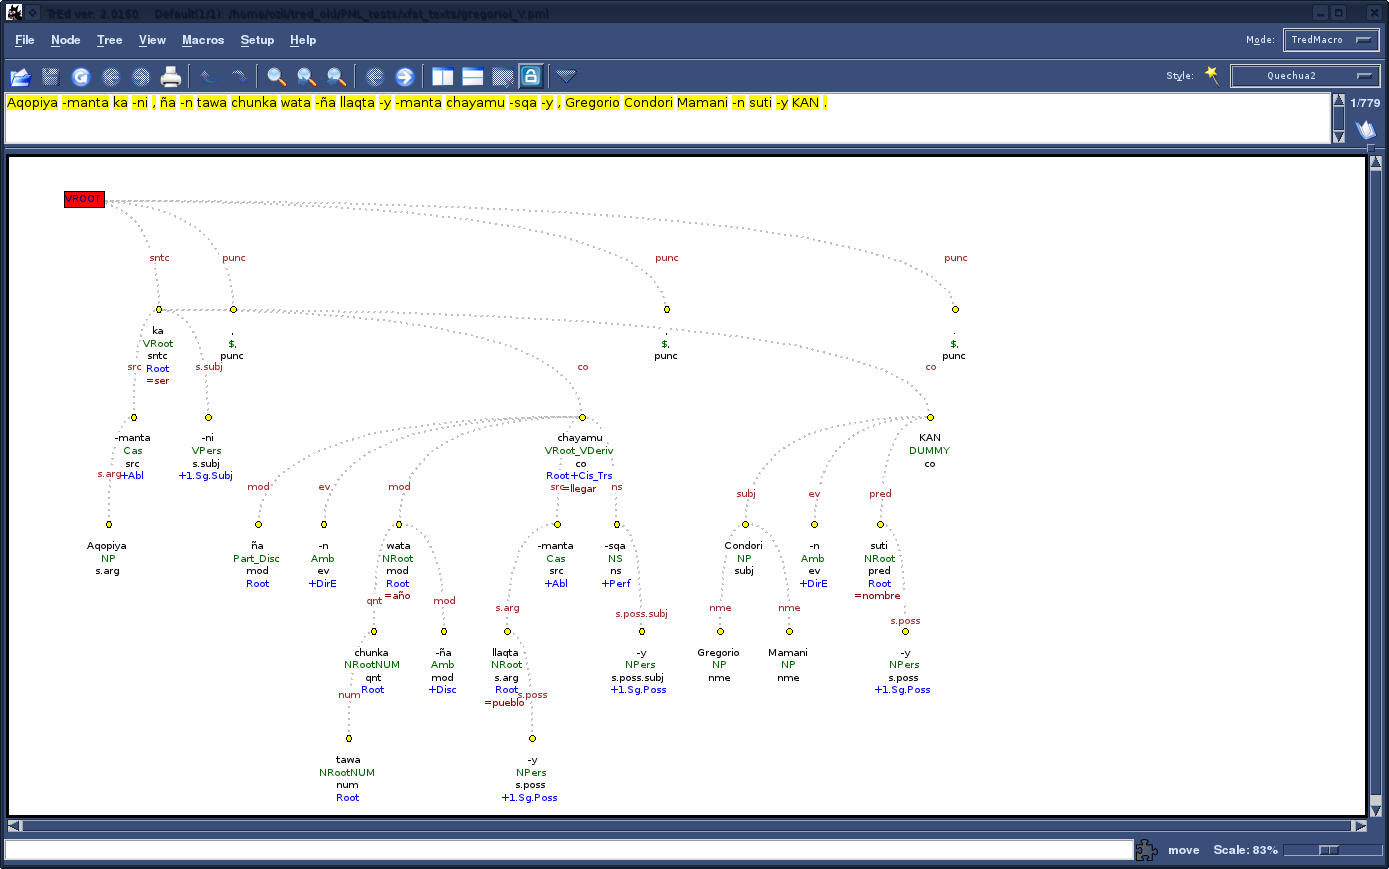 TrEd ver. 2.0160 Default(1/1): /home/ozli/tred_old/PML_tests/xfst_texts/gregorioI_V.pml
File Node Tree View Macros Setup Help
Mode: TredMacro
Style: Quechua2
Aqopiya -manta ka -ni , ña -n tawa chunka wata -ña llaqta -y -manta chayamu -sqa -y , Gregorio Condori Mamani -n suti -y KAN .
1/779
VROOT
sntc punc punc punc
ka , , .
VRoot $, $, $,
sntc punc punc punc
src Root s.subj co co
=ser
-manta -ni chayamu KAN
Cas VPers VRoot_VDeriv DUMMY
src s.subj co co
s.arg +Abl +1.Sg.Subj Root+Cis_Trs
mod ev mod src =llegar ns subj ev pred
Aqopiya ña -n wata -manta -sqa Condori -n suti
NP Part_Disc Amb NRoot Cas NS NP Amb NRoot
s.arg mod ev mod src ns subj ev pred
Root +DirE Root +Abl +Perf +DirE Root
=año =nombre
qnt mod s.arg s.poss.subj nme nme s.poss
chunka -ña llaqta -y Gregorio Mamani -y
NRootNUM Amb NRoot NPers NP NP NPers
qnt mod s.arg s.poss.subj nme nme s.poss
Root +Disc Root +1.Sg.Poss +1.Sg.Poss
num =pueblo s.poss
tawa -y
NRootNUM NPers
num s.poss
Root +1.Sg.Poss
move Scale: 83%